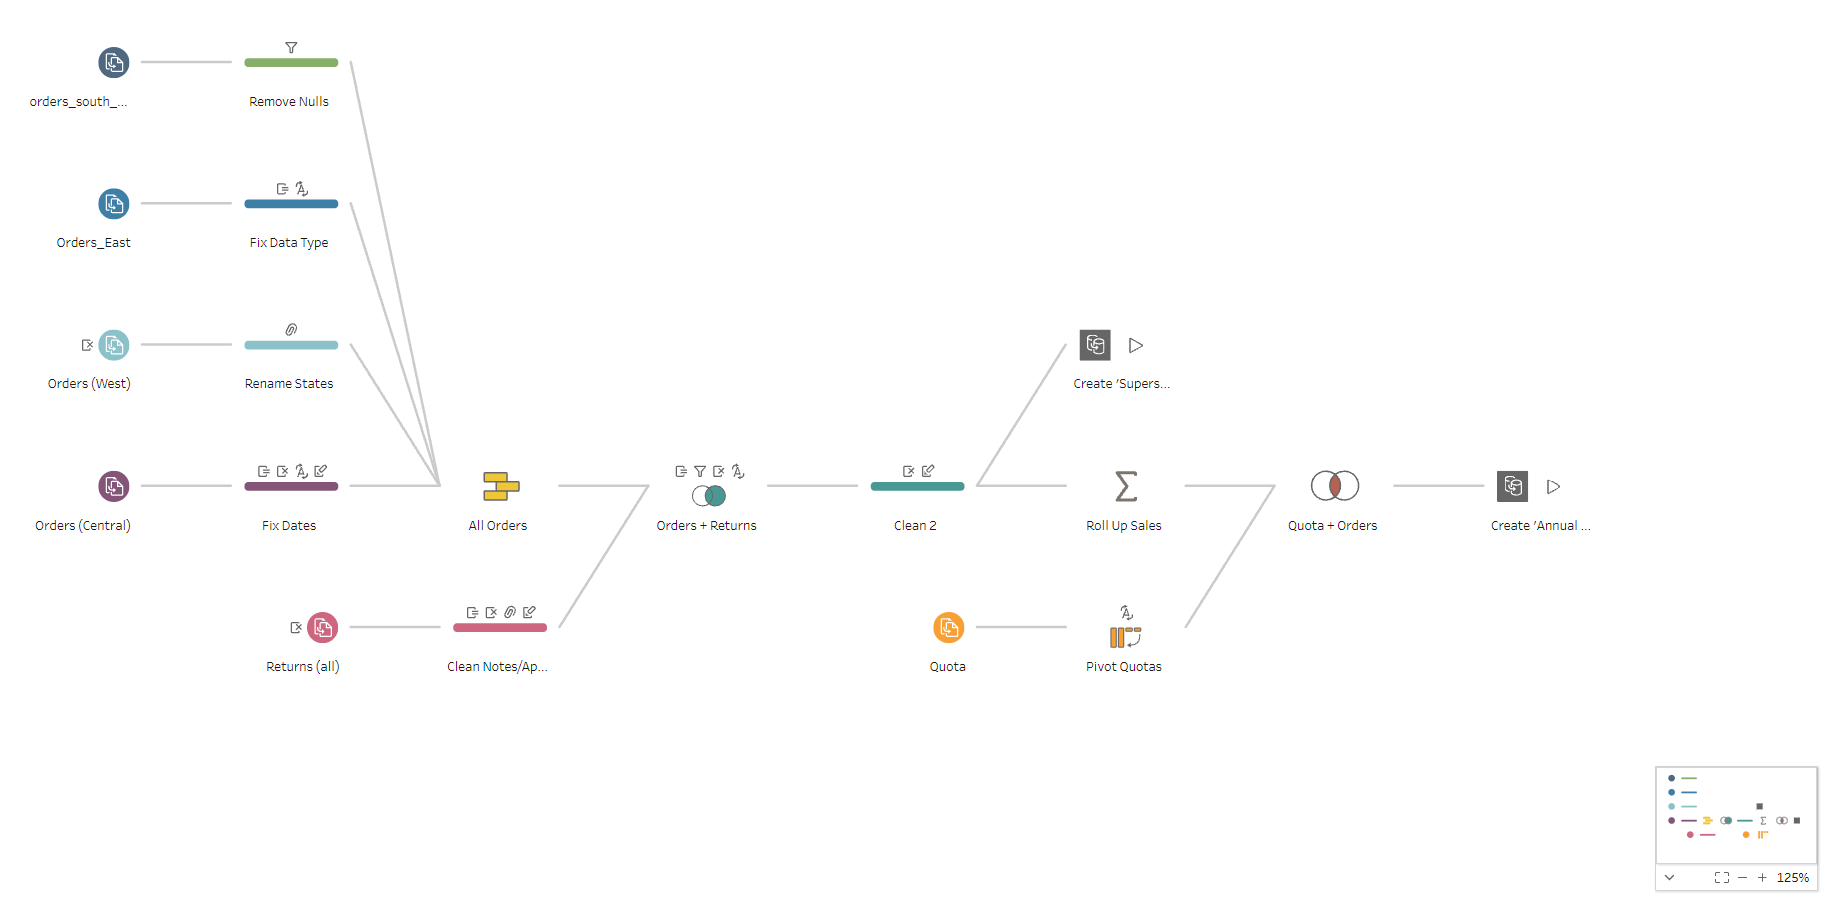 orders_south_...
Remove Nulls
Orders_East
Fix Data Type
Orders (West)
Rename States
Create 'Supers...
Orders (Central)
Fix Dates
All Orders
Orders + Returns
Clean 2
Roll Up Sales
Quota + Orders
Create 'Annual ...
Returns (all)
Clean Notes/Ap...
Quota
Pivot Quotas
125%